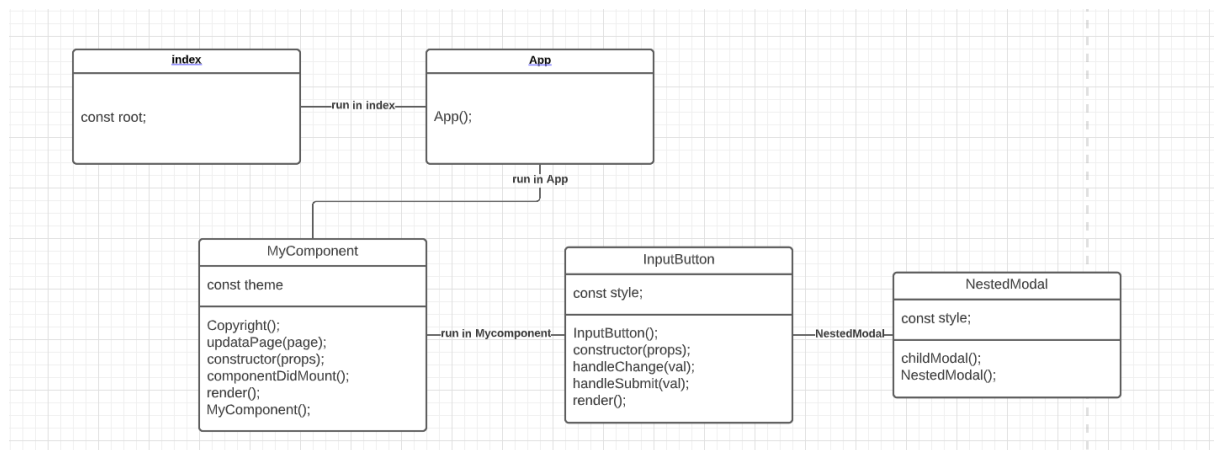 index
const root;
run in index
App
App();
run in App
MyComponent
const theme
Copyright();
updataPage(page);
constructor(props);
componentDidMount();
render();
MyComponent();
run in Mycomponent
InputButton
const style;
InputButton();
constructor(props);
handleChange(val);
handleSubmit(val);
render();
NestedModal
NestedModal
const style;
childModal();
NestedModal();